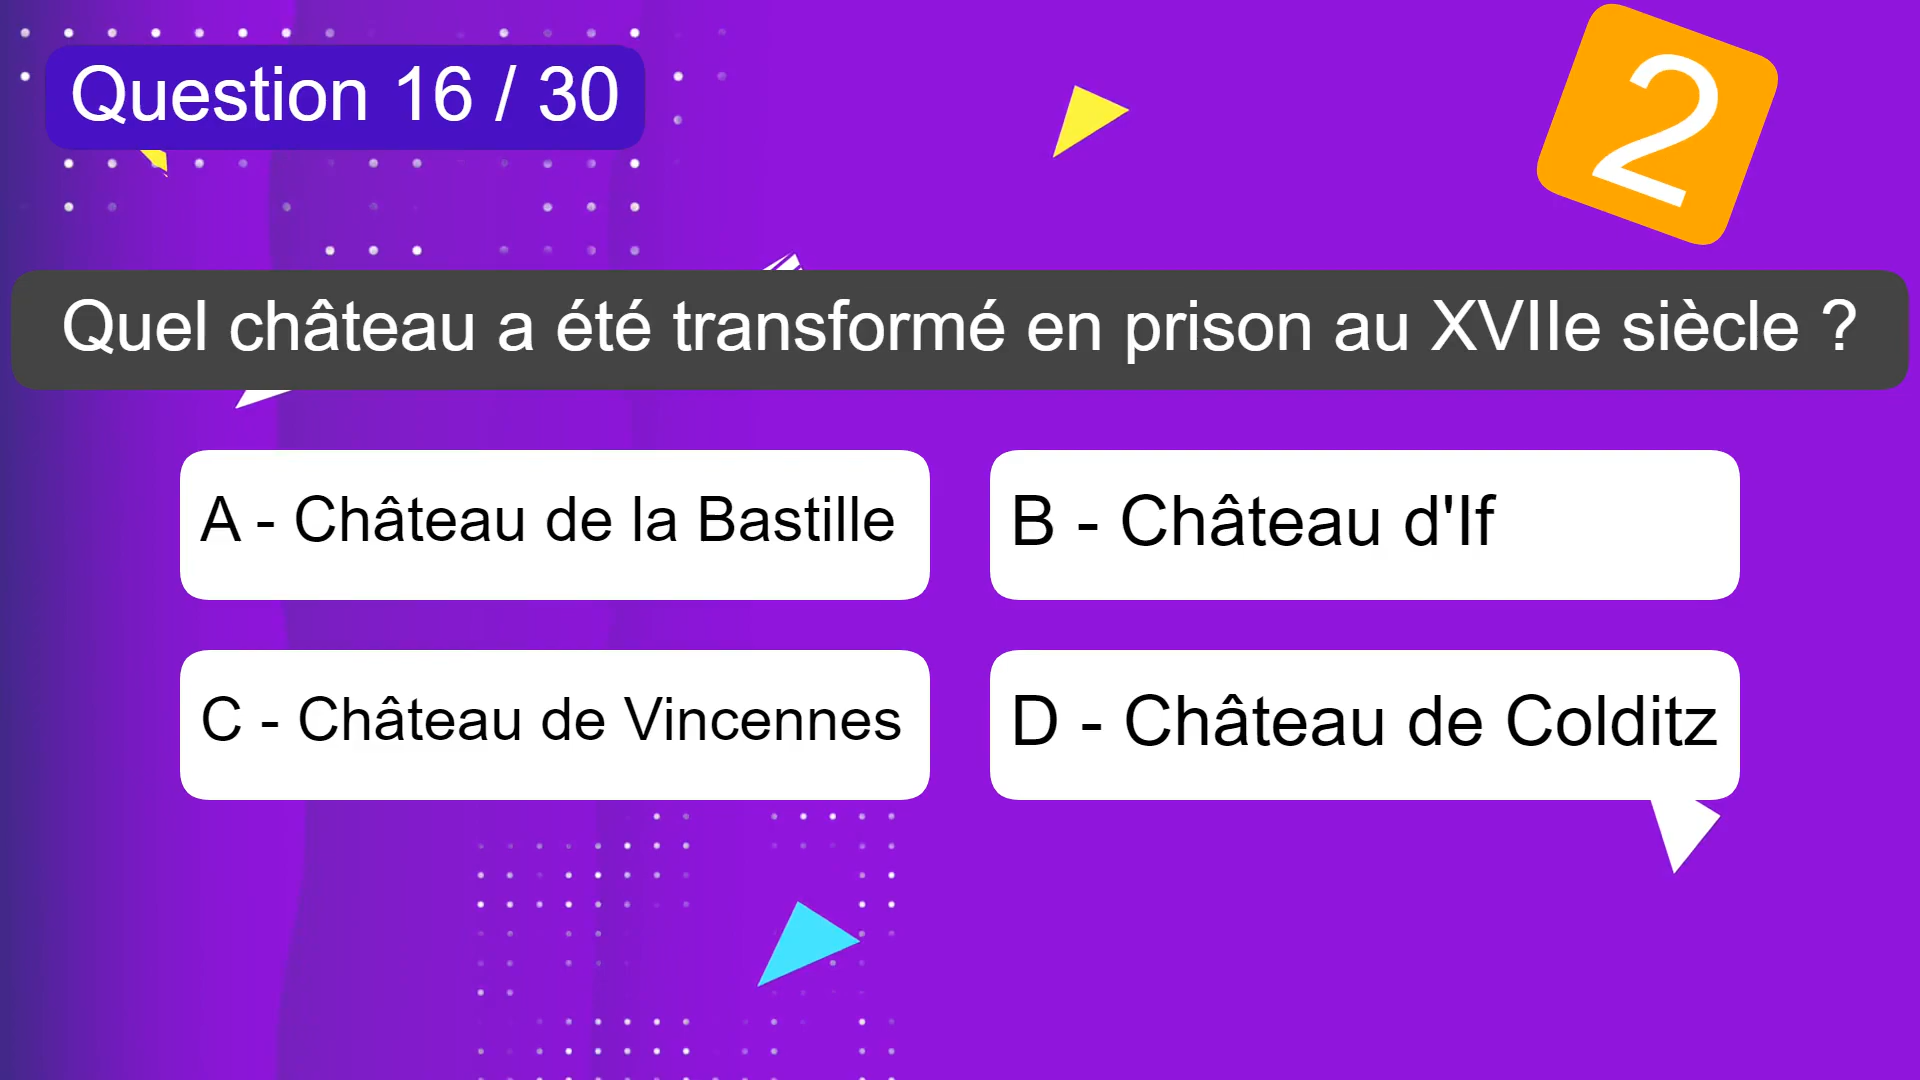 Question 16 / 30
2
Quel château a été transformé en prison au XVIIe siècle ?
A - Château de la Bastille
B - Château d'If
C - Château de Vincennes
D - Château de Colditz